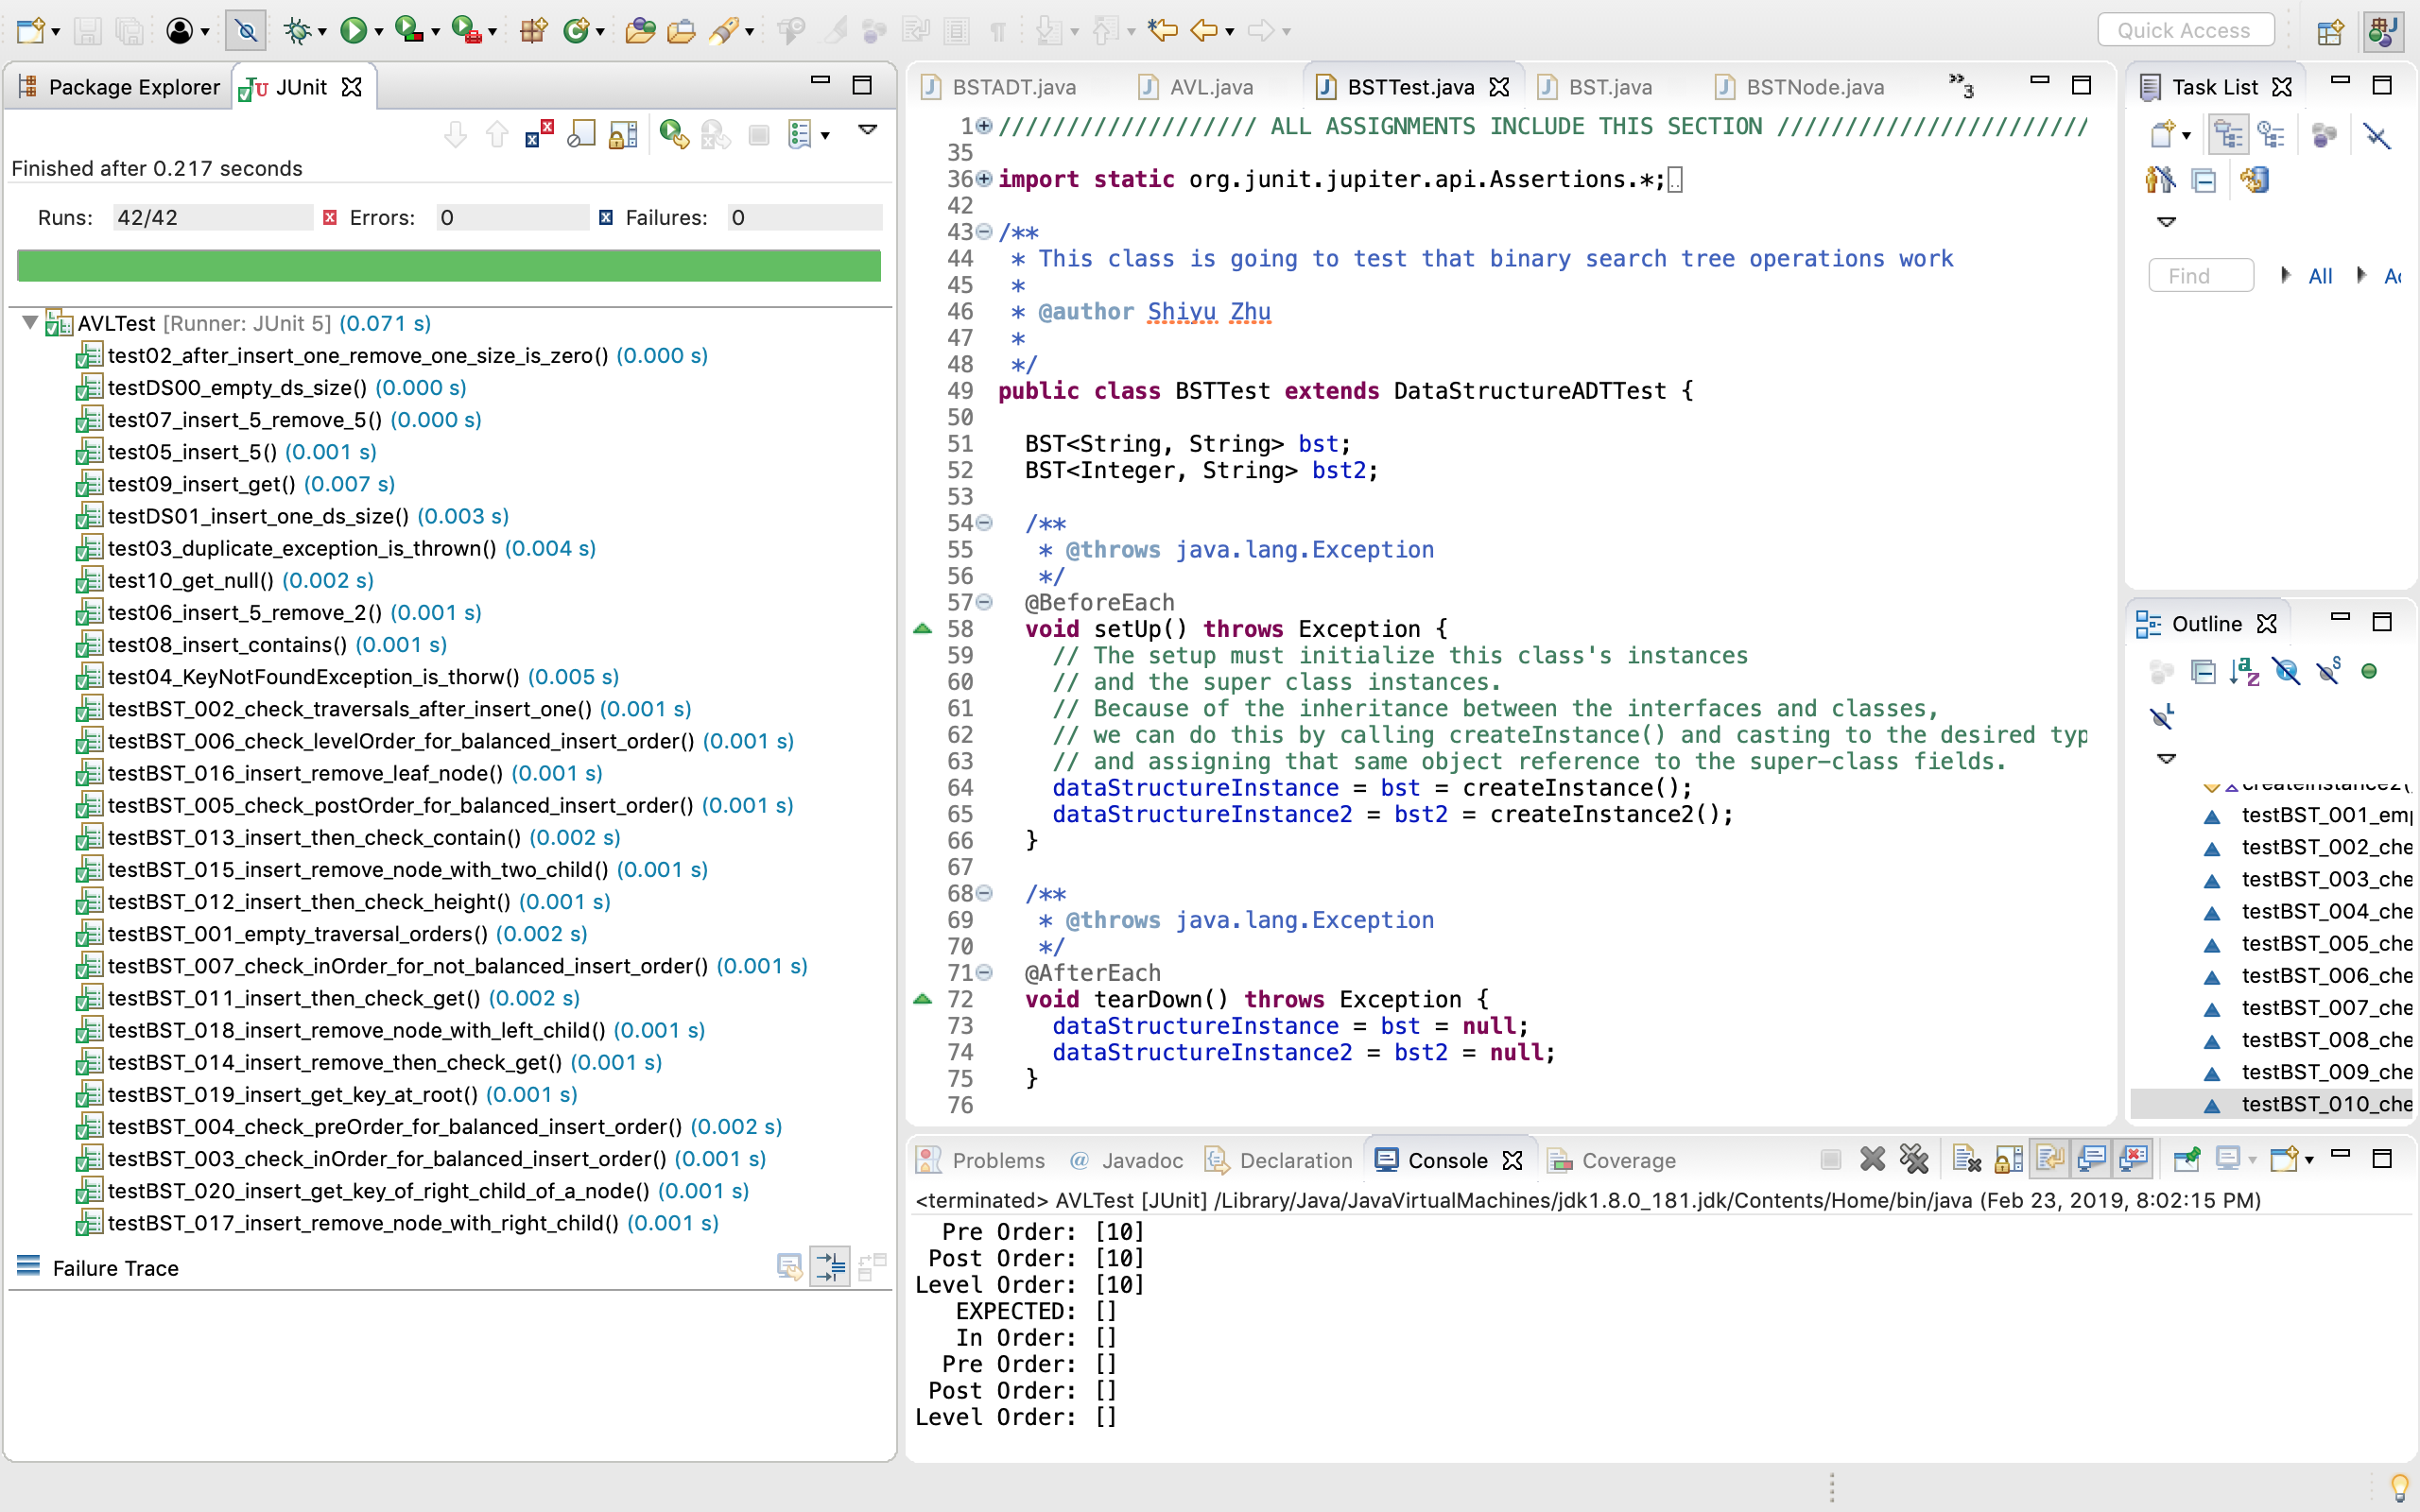 Quick Access
Package Explorer
JUnit
Finished after 0.217 seconds
Runs: 42/42 Errors: 0 Failures: 0
AVLTest [Runner: JUnit 5] (0.071 s)
test02_after_insert_one_remove_one_size_is_zero() (0.000 s)
testDS00_empty_ds_size() (0.000 s)
test07_insert_5_remove_5() (0.000 s)
test05_insert_5() (0.001 s)
test09_insert_get() (0.007 s)
testDS01_insert_one_ds_size() (0.003 s)
test03_duplicate_exception_is_thrown() (0.004 s)
test10_get_null() (0.002 s)
test06_insert_5_remove_2() (0.001 s)
test08_insert_contains() (0.001 s)
test04_KeyNotFoundException_is_thorw() (0.005 s)
testBST_002_check_traversals_after_insert_one() (0.001 s)
testBST_006_check_levelOrder_for_balanced_insert_order() (0.001 s)
testBST_016_insert_remove_leaf_node() (0.001 s)
testBST_005_check_postOrder_for_balanced_insert_order() (0.001 s)
testBST_013_insert_then_check_contain() (0.002 s)
testBST_015_insert_remove_node_with_two_child() (0.001 s)
testBST_012_insert_then_check_height() (0.001 s)
testBST_001_empty_traversal_orders() (0.002 s)
testBST_007_check_inOrder_for_not_balanced_insert_order() (0.001 s)
testBST_011_insert_then_check_get() (0.002 s)
testBST_018_insert_remove_node_with_left_child() (0.001 s)
testBST_014_insert_remove_then_check_get() (0.001 s)
testBST_019_insert_get_key_at_root() (0.001 s)
testBST_004_check_preOrder_for_balanced_insert_order() (0.002 s)
testBST_003_check_inOrder_for_balanced_insert_order() (0.001 s)
testBST_020_insert_get_key_of_right_child_of_a_node() (0.001 s)
testBST_017_insert_remove_node_with_right_child() (0.001 s)
Failure Trace
BSTADT.java AVL.java BSTTest.java BST.java BSTNode.java »3
1 /////////////////// ALL ASSIGNMENTS INCLUDE THIS SECTION ///////////////////////
35
36 import static org.junit.jupiter.api.Assertions.*;
42
43 /**
44 * This class is going to test that binary search tree operations work
45 *
46 * @author Shiyu Zhu
47 *
48 */
49 public class BSTTest extends DataStructureADTTest {
50
51 BST<String, String> bst;
52 BST<Integer, String> bst2;
53
54 /**
55 * @throws java.lang.Exception
56 */
57 @BeforeEach
58 void setUp() throws Exception {
59 // The setup must initialize this class's instances
60 // and the super class instances.
61 // Because of the inheritance between the interfaces and classes,
62 // we can do this by calling createInstance() and casting to the desired typ
63 // and assigning that same object reference to the super-class fields.
64 dataStructureInstance = bst = createInstance();
65 dataStructureInstance2 = bst2 = createInstance2();
66 }
67
68 /**
69 * @throws java.lang.Exception
70 */
71 @AfterEach
72 void tearDown() throws Exception {
73 dataStructureInstance = bst = null;
74 dataStructureInstance2 = bst2 = null;
75 }
76
Problems @ Javadoc Declaration Console Coverage
<terminated> AVLTest [JUnit] /Library/Java/JavaVirtualMachines/jdk1.8.0_181.jdk/Contents/Home/bin/java (Feb 23, 2019, 8:02:15 PM)
Pre Order: [10]
Post Order: [10]
Level Order: [10]
EXPECTED: []
In Order: []
Pre Order: []
Post Order: []
Level Order: []
Task List
Find All
Outline
testBST_001_emp
testBST_002_che
testBST_003_che
testBST_004_che
testBST_005_che
testBST_006_che
testBST_007_che
testBST_008_che
testBST_009_che
testBST_010_che